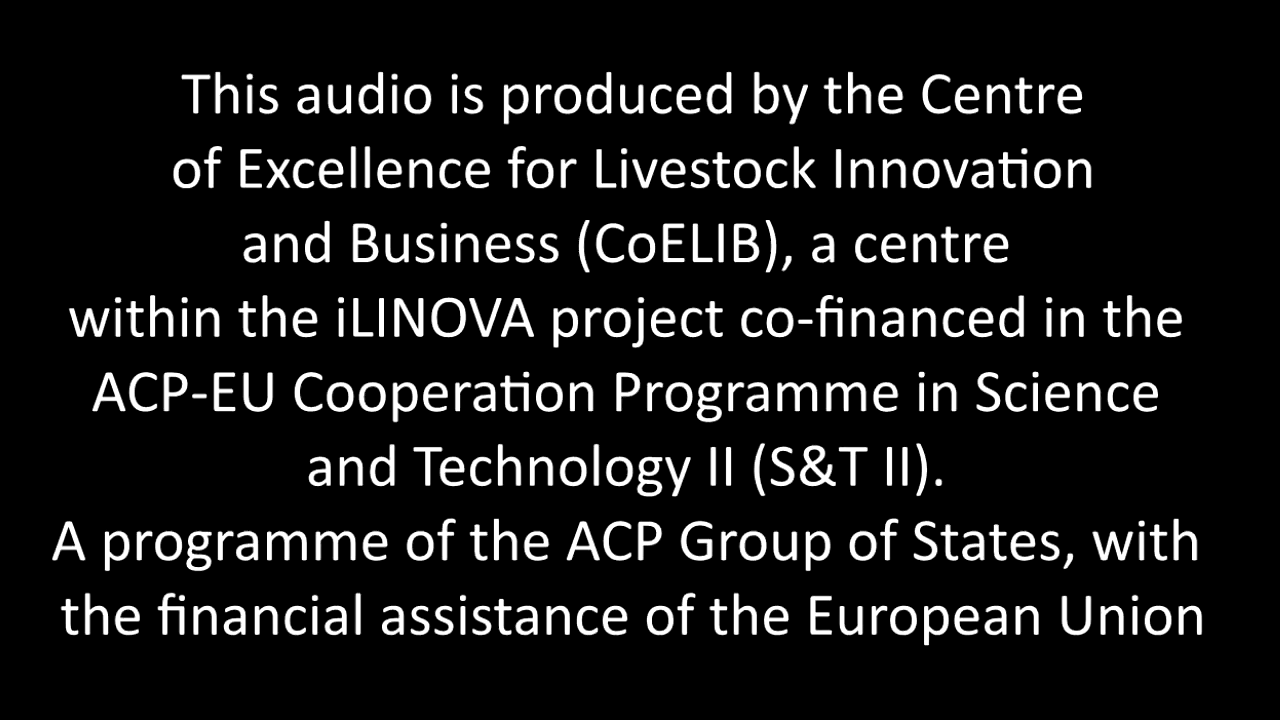 This audio is produced by the Centre
of Excellence for Livestock Innovation
and Business (CoELIB), a centre
within the iLINOVA project co-financed in the
ACP-EU Cooperation Programme in Science
and Technology II (S&T II).
A programme of the ACP Group of States, with
the financial assistance of the European Union